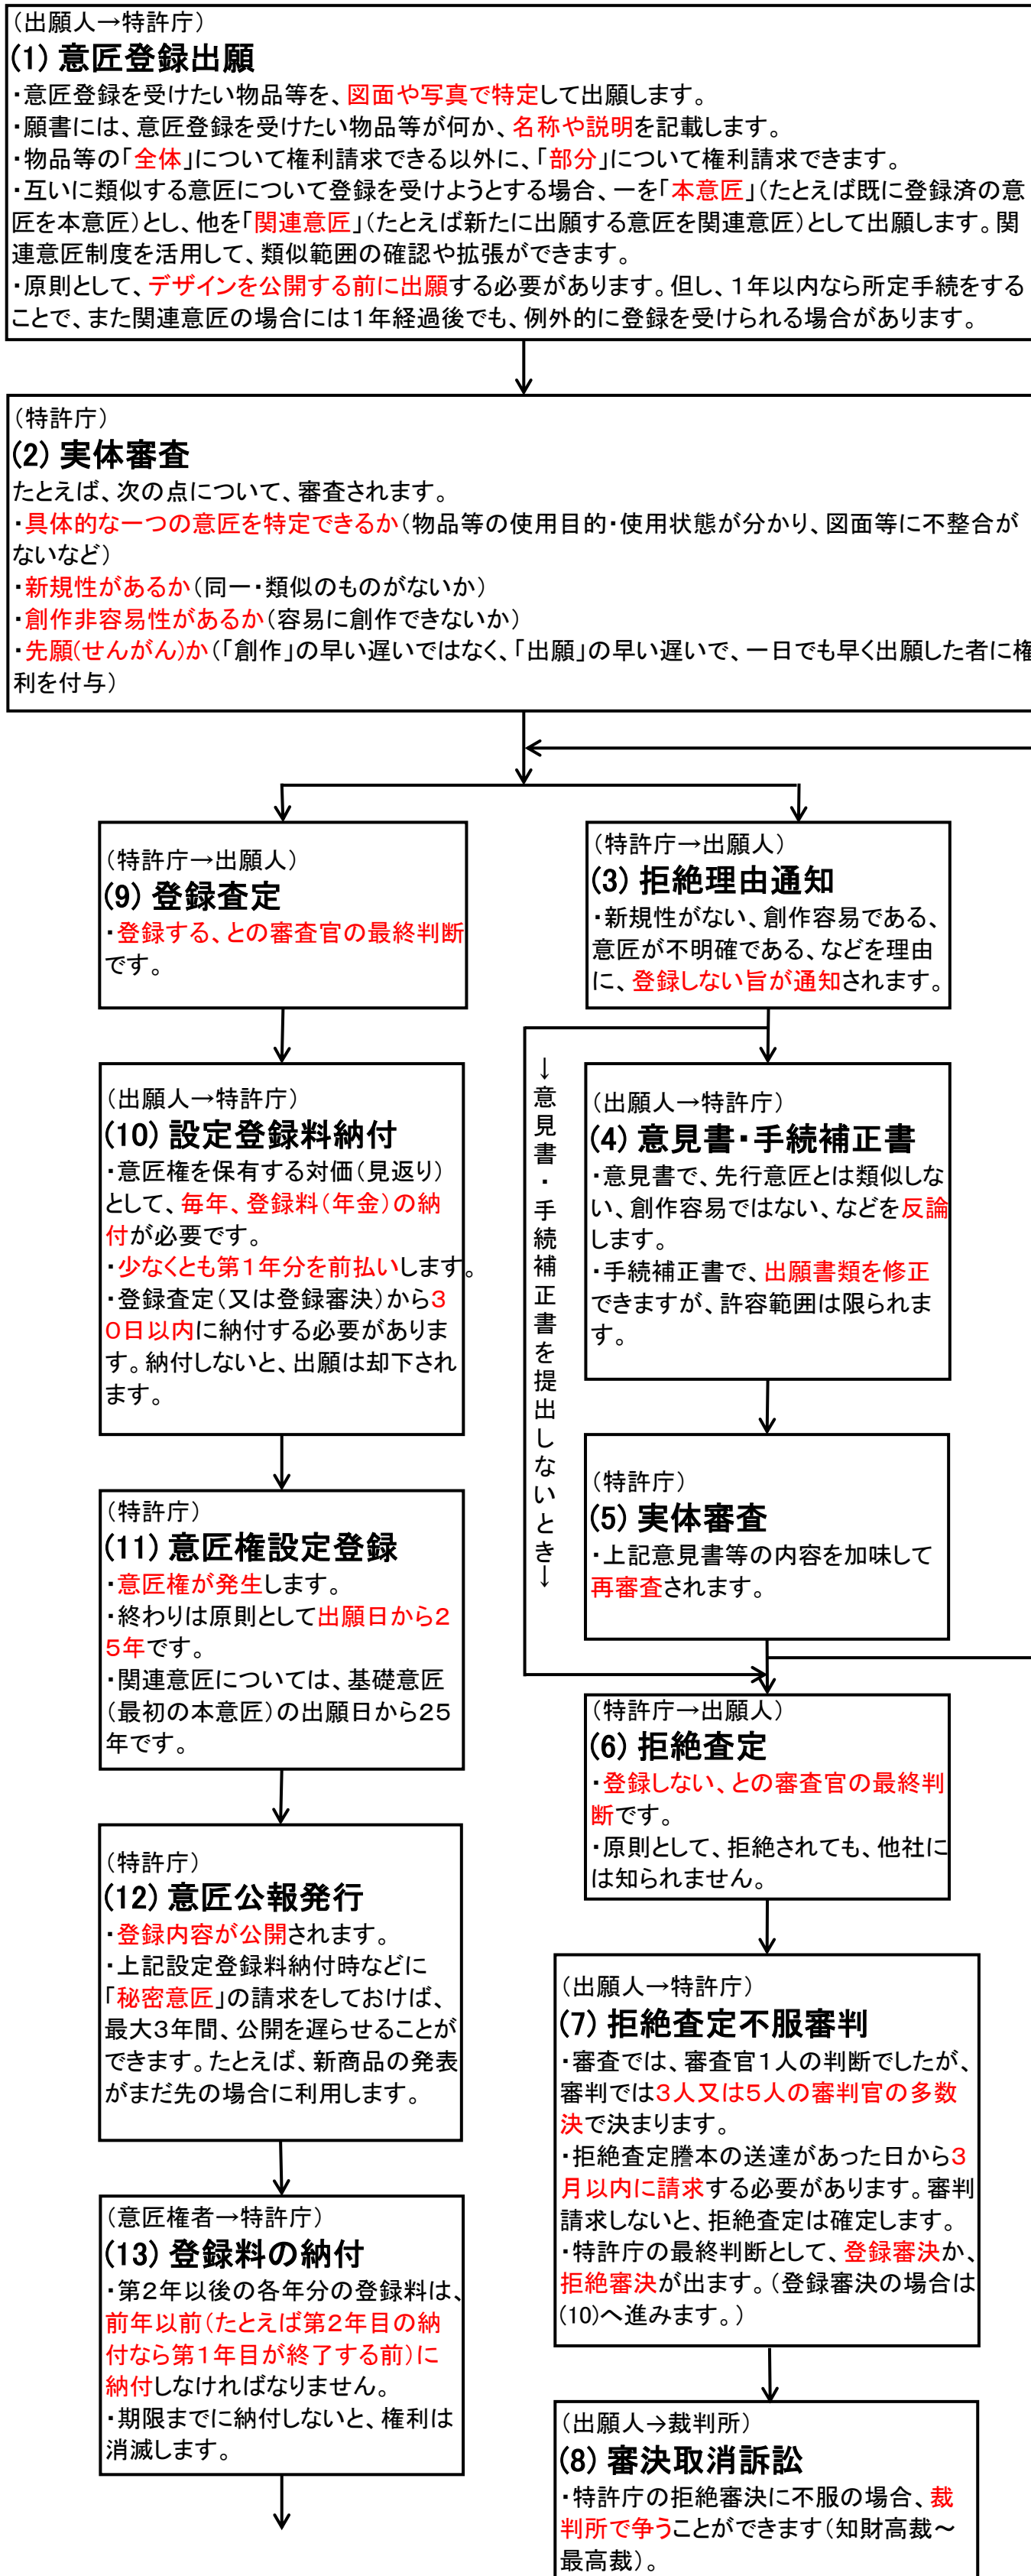 （出願人→特許庁）
(1) 意匠登録出願
・意匠登録を受けたい物品等を、図面や写真で特定して出願します。
・願書には、意匠登録を受けたい物品等が何か、名称や説明を記載します。
・物品等の「全体」について権利請求できる以外に、「部分」について権利請求できます。
・互いに類似する意匠について登録を受けようとする場合、一を「本意匠」（たとえば既に登録済の意
匠を本意匠）とし、他を「関連意匠」（たとえば新たに出願する意匠を関連意匠）として出願します。関
連意匠制度を活用して、類似範囲の確認や拡張ができます。
・原則として、デザインを公開する前に出願する必要があります。但し、１年以内なら所定手続をする
ことで、また関連意匠の場合には１年経過後でも、例外的に登録を受けられる場合があります。
（特許庁）
(2) 実体審査
たとえば、次の点について、審査されます。
・具体的な一つの意匠を特定できるか（物品等の使用目的・使用状態が分かり、図面等に不整合が
ないなど）
・新規性があるか（同一・類似のものがないか）
・創作非容易性があるか（容易に創作できないか）
・先願(せんがん)か（「創作」の早い遅いではなく、「出願」の早い遅いで、一日でも早く出願した者に権
利を付与）
（特許庁→出願人）
(9) 登録査定
・登録する、との審査官の最終判断
です。
（特許庁→出願人）
(3) 拒絶理由通知
・新規性がない、創作容易である、
意匠が不明確である、などを理由
に、登録しない旨が通知されます。
（出願人→特許庁）
(10) 設定登録料納付
・意匠権を保有する対価（見返り）
として、毎年、登録料（年金）の納
付が必要です。
・少なくとも第１年分を前払いします。
・登録査定（又は登録審決）から３
０日以内に納付する必要がありま
す。納付しないと、出願は却下され
ます。
↓意見書・手続補正書を提出しないとき↓
（出願人→特許庁）
(4) 意見書・手続補正書
・意見書で、先行意匠とは類似しな
い、創作容易ではない、などを反論
します。
・手続補正書で、出願書類を修正
できますが、許容範囲は限られま
す。
（特許庁）
(5) 実体審査
・上記意見書等の内容を加味して
再審査されます。
（特許庁）
(11) 意匠権設定登録
・意匠権が発生します。
・終わりは原則として出願日から２
５年です。
・関連意匠については、基礎意匠
（最初の本意匠）の出願日から２５
年です。
（特許庁→出願人）
(6) 拒絶査定
・登録しない、との審査官の最終判
断です。
・原則として、拒絶されても、他社に
は知られません。
（特許庁）
(12) 意匠公報発行
・登録内容が公開されます。
・上記設定登録料納付時などに
「秘密意匠」の請求をしておけば、
最大３年間、公開を遅らせることが
できます。たとえば、新商品の発表
がまだ先の場合に利用します。
（出願人→特許庁）
(7) 拒絶査定不服審判
・審査では、審査官１人の判断でしたが、
審判では３人又は５人の審判官の多数
決で決まります。
・拒絶査定謄本の送達があった日から３
月以内に請求する必要があります。審判
請求しないと、拒絶査定は確定します。
・特許庁の最終判断として、登録審決か、
拒絶審決が出ます。（登録審決の場合は
(10)へ進みます。）
（意匠権者→特許庁）
(13) 登録料の納付
・第２年以後の各年分の登録料は、
前年以前（たとえば第２年目の納
付なら第１年目が終了する前）に
納付しなければなりません。
・期限までに納付しないと、権利は
消滅します。
（出願人→裁判所）
(8) 審決取消訴訟
・特許庁の拒絶審決に不服の場合、裁
判所で争うことができます（知財高裁～
最高裁）。